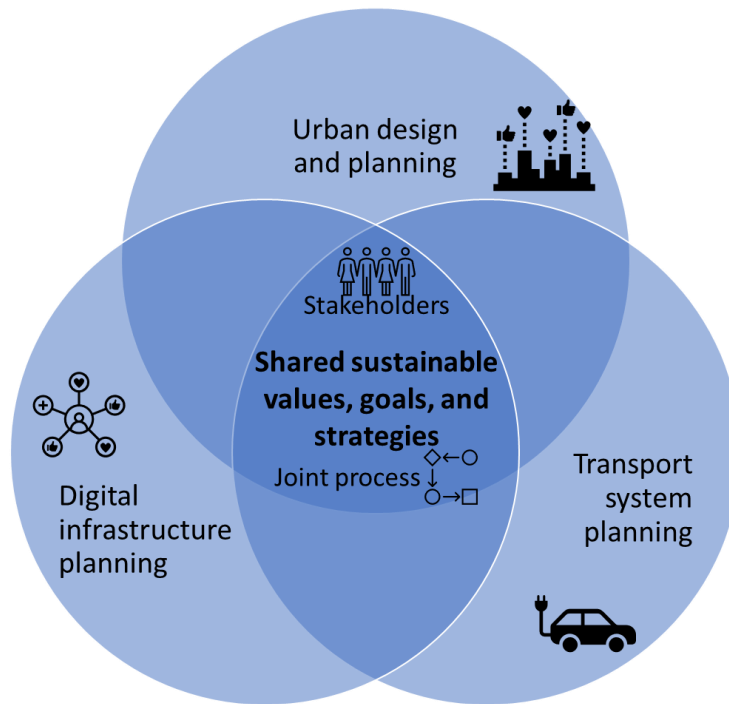 Urban design
and planning
Stakeholders
Shared sustainable
values, goals, and
strategies
Joint process
Digital
infrastructure
planning
Transport
system
planning